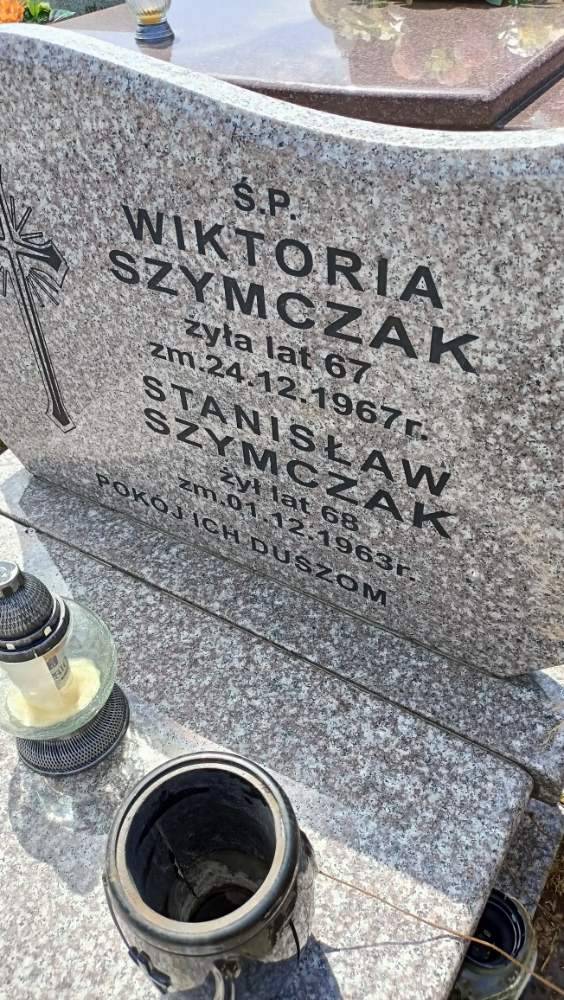 Ś.P.
WIKTORIA
SZYMCZAK
żyła lat 67
zm.24.12.1967r.
STANISŁAW
SZYMCZAK
żył lat 68
zm.01.12.1963r.
POKÓJ ICH DUSZOM